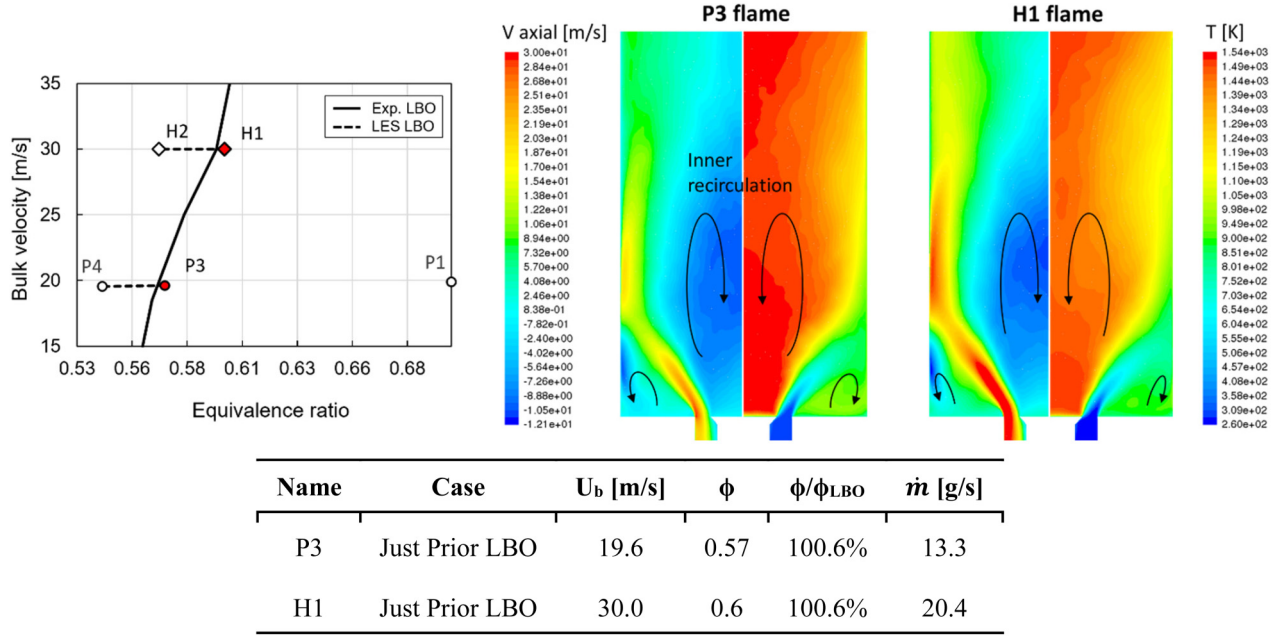 P3 flame
H1 flame
V axial [m/s]
T [K]
3.00e+01
2.84e+01
2.68e+01
2.51e+01
2.35e+01
2.19e+01
2.03e+01
1.87e+01
1.70e+01
1.54e+01
1.38e+01
1.22e+01
1.06e+01
8.94e+00
7.32e+00
5.70e+00
4.08e+00
2.46e+00
8.38e-01
-7.82e-01
-2.40e+00
-4.02e+00
-5.64e+00
-7.26e+00
-8.88e+00
-1.05e+01
-1.21e+01
Inner
recirculation
1.54e+03
1.49e+03
1.44e+03
1.39e+03
1.34e+03
1.29e+03
1.24e+03
1.20e+03
1.15e+03
1.10e+03
1.05e+03
9.98e+02
9.49e+02
9.00e+02
8.51e+02
8.01e+02
7.52e+02
7.03e+02
6.54e+02
6.05e+02
5.55e+02
5.06e+02
4.57e+02
4.08e+02
3.58e+02
3.09e+02
2.60e+02
Bulk velocity [m/s]
35
30
25
20
15
Exp. LBO
LES LBO
H2
H1
P4
P3
P1
0.53
0.56
0.58
0.61
0.63
0.66
0.68
Equivalence ratio
Name Case U_b [m/s] ϕ ϕ/ϕ_LBO ṁ [g/s]
P3 Just Prior LBO 19.6 0.57 100.6% 13.3
H1 Just Prior LBO 30.0 0.6 100.6% 20.4